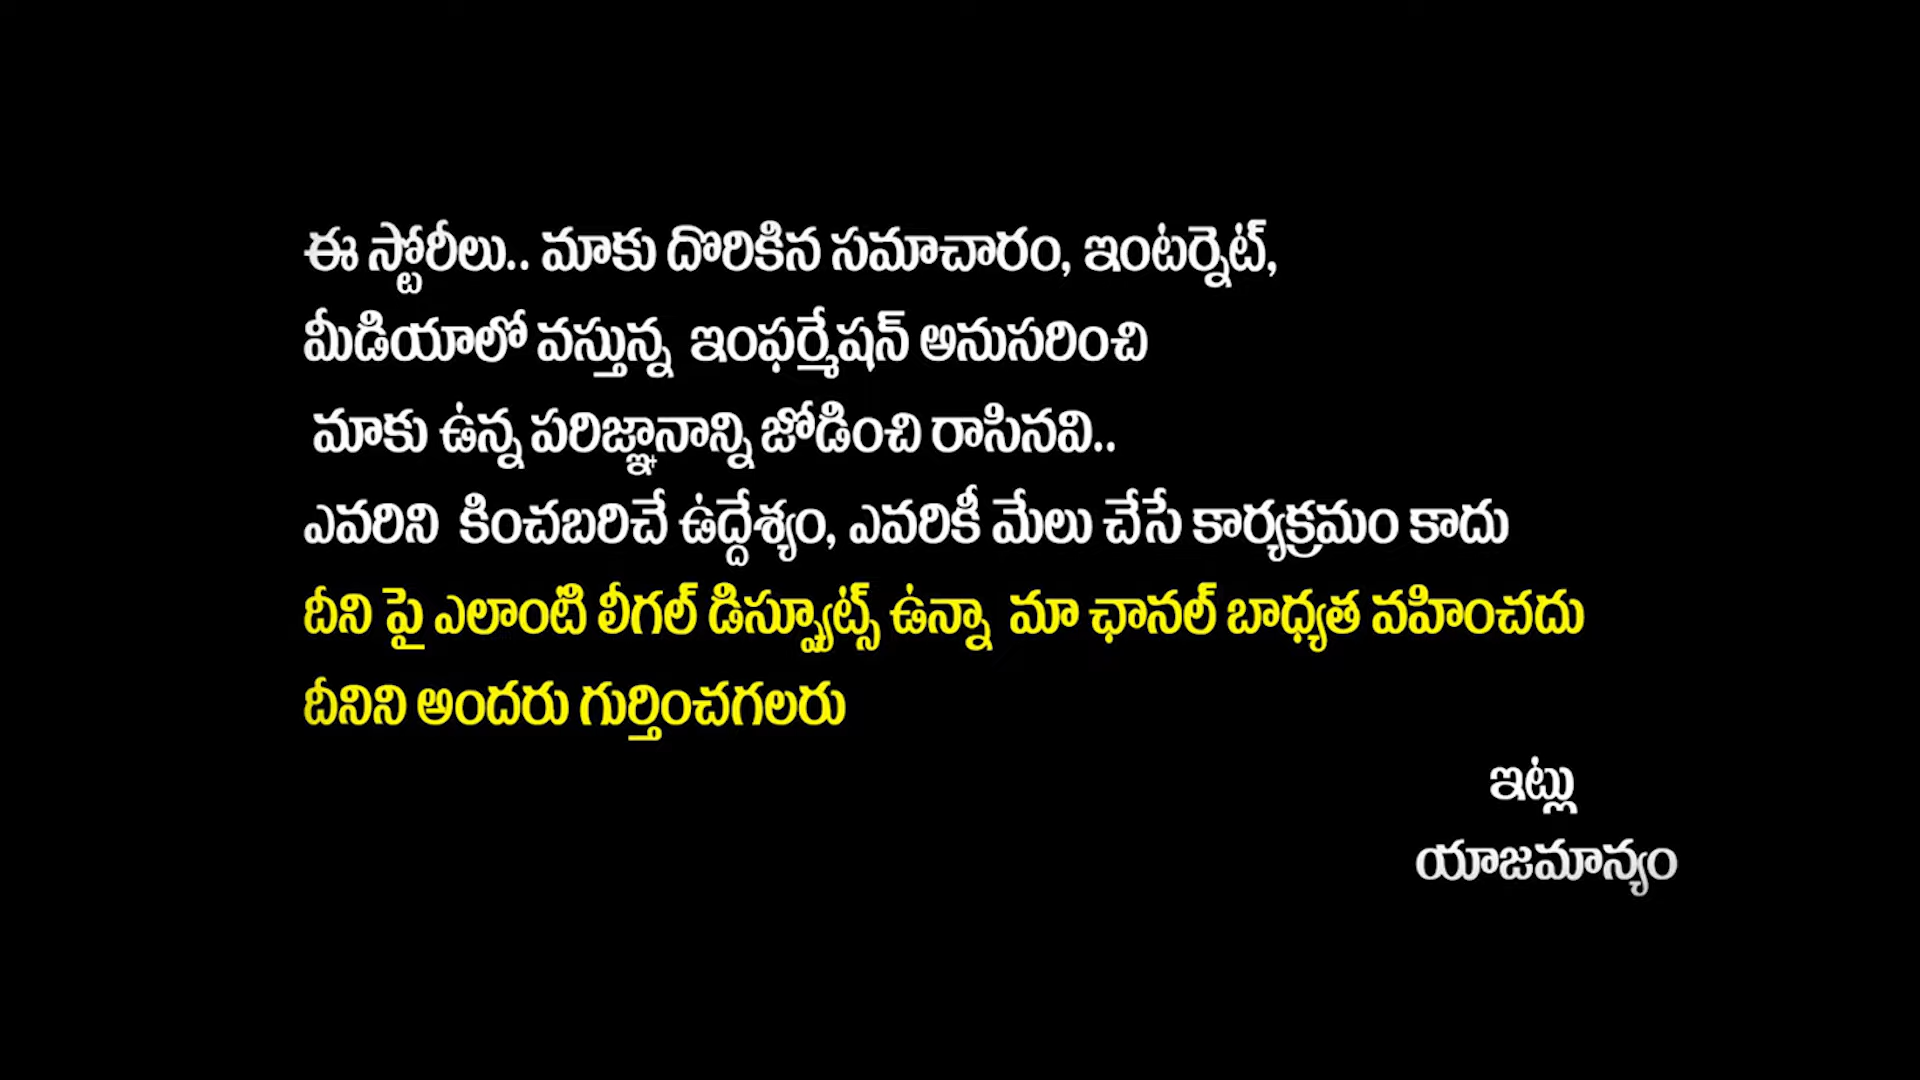 ఈ స్టోరీలు.. మాకు దొరికిన సమాచారం, ఇంటర్నెట్,
మీడియాలో వస్తున్న ఇంఫర్మేషన్ అనుసరించి
మాకు ఉన్న పరిజ్ఞానాన్ని జోడించి రాసినవి..
ఎవరిని కించబరిచే ఉద్దేశ్యం, ఎవరికీ మేలు చేసే కార్యక్రమం కాదు
దీని పై ఎలాంటి లీగల్ డిస్ప్యూట్స్ ఉన్నా మా ఛానల్ బాధ్యత వహించదు
దీనిని అందరు గుర్తించగలరు
ఇట్లు
యాజమాన్యం